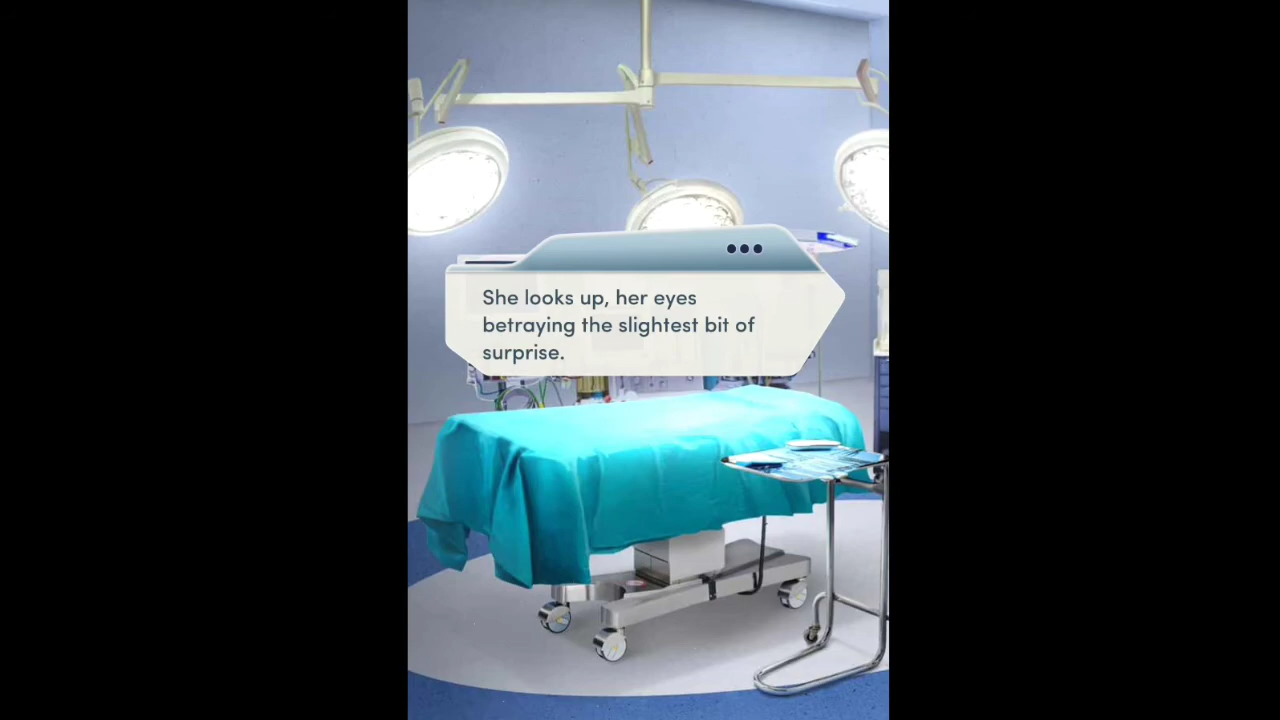 She looks up, her eyes
betraying the slightest bit of
surprise.